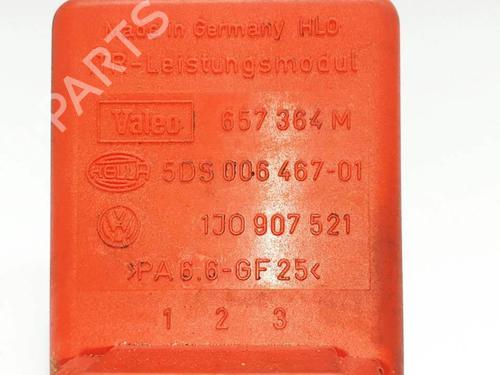 Made in Germany HLO
-Leistungsmodul
Valeo 657 364 M
HELLA 5DS 006 467-01
1J0 907 521
>PA 6.6-GF 25<
1 2 3
PARTS